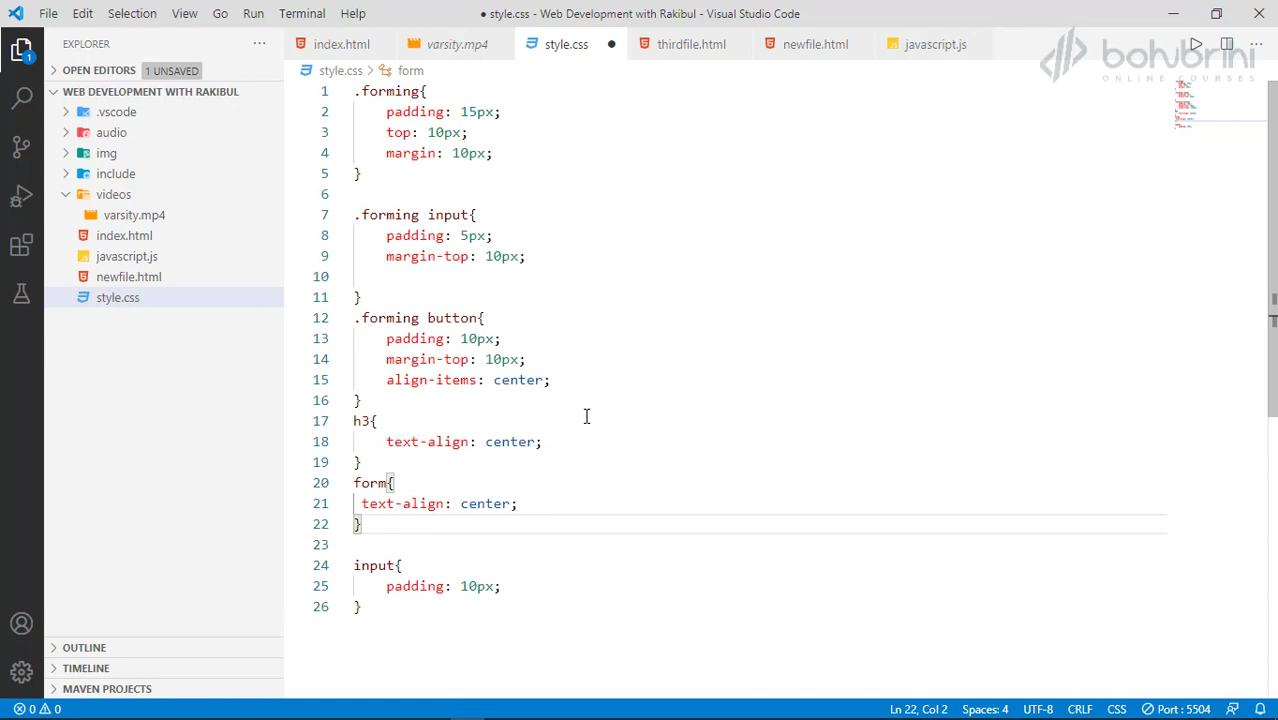 File Edit Selection View Go Run Terminal Help ● style.css - Web Development with Rakibul - Visual Studio Code
EXPLORER ···
index.html varsity.mp4 style.css ● thirdfile.html newfile.html javascript.js
bohubrihi
ONLINE COURSES
OPEN EDITORS 1 UNSAVED
style.css > form
WEB DEVELOPMENT WITH RAKIBUL
.vscode
audio
img
include
videos
varsity.mp4
index.html
javascript.js
newfile.html
style.css
OUTLINE
TIMELINE
MAVEN PROJECTS
1 .forming{
2     padding: 15px;
3     top: 10px;
4     margin: 10px;
5 }
6
7 .forming input{
8     padding: 5px;
9     margin-top: 10px;
10
11 }
12 .forming button{
13     padding: 10px;
14     margin-top: 10px;
15     align-items: center;
16 }
17 h3{
18     text-align: center;
19 }
20 form{
21  text-align: center;
22 }
23
24 input{
25     padding: 10px;
26 }
1
0 0 Ln 22, Col 2 Spaces: 4 UTF-8 CRLF CSS Port : 5504